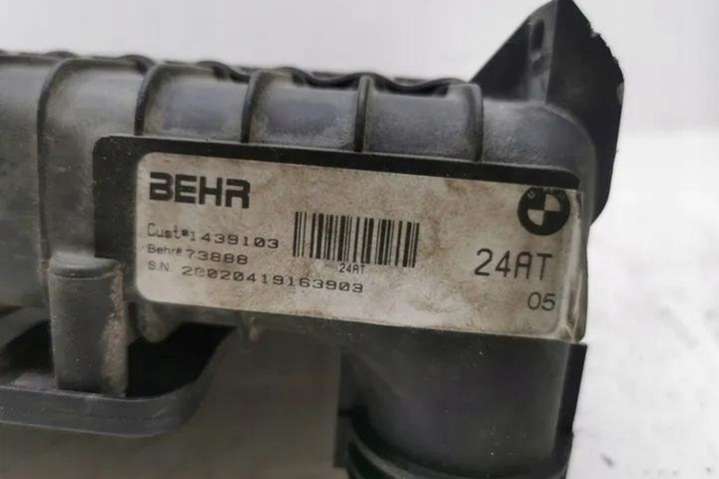 BEHR
Cust# 1439103
Behr# 73888
S.N. 20020419163903
24AT
24AT
05